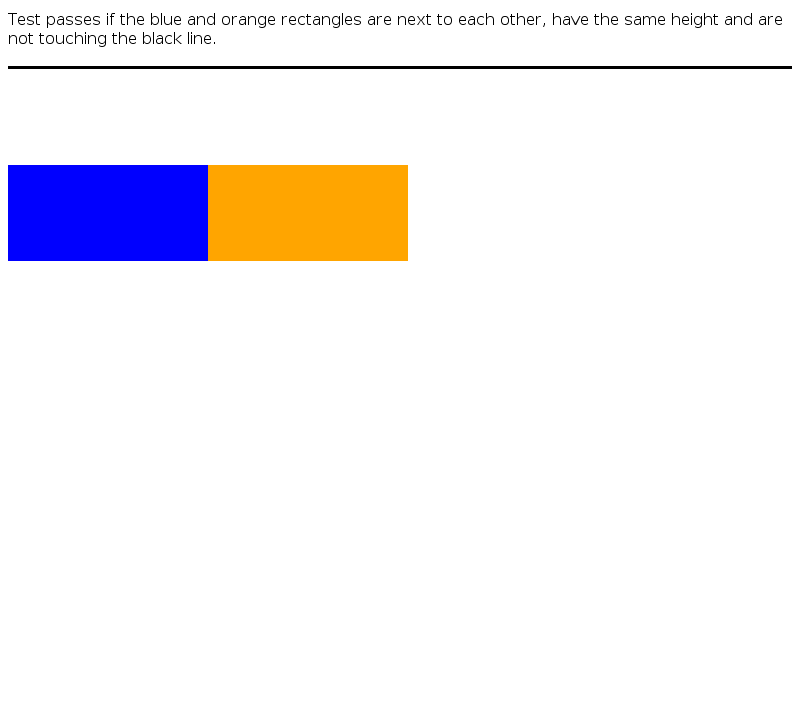 Test passes if the blue and orange rectangles are next to each other, have the same height and are
not touching the black line.